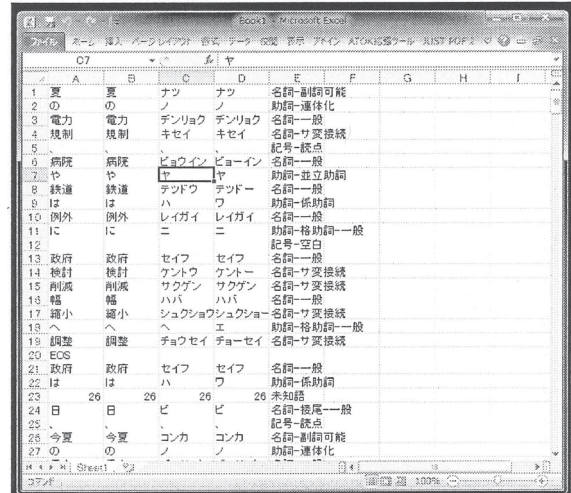 Book1 - Microsoft Excel
ファイル ホーム 挿入 ページレイアウト 数式 データ 校閲 表示 アドイン ATOK拡張ツール JUST PDF 2
C7 fx ヤ
A B C D E F G H I
1 夏 夏 ナツ ナツ 名詞-副詞可能
2 の の ノ ノ 助詞-連体化
3 電力 電力 デンリョク デンリョク 名詞-一般
4 規制 規制 キセイ キセイ 名詞-サ変接続
5 、 、 、 、 記号-読点
6 病院 病院 ビョウイン ビョーイン 名詞-一般
7 や や ヤ ヤ 助詞-並立助詞
8 鉄道 鉄道 テツドウ テツドー 名詞-一般
9 は は ハ ワ 助詞-係助詞
10 例外 例外 レイガイ レイガイ 名詞-一般
11 に に ニ ニ 助詞-格助詞-一般
12 記号-空白
13 政府 政府 セイフ セイフ 名詞-一般
14 検討 検討 ケントウ ケントー 名詞-サ変接続
15 削減 削減 サクゲン サクゲン 名詞-サ変接続
16 幅 幅 ハバ ハバ 名詞-一般
17 縮小 縮小 シュクショウ シュクショー 名詞-サ変接続
18 へ へ ヘ エ 助詞-格助詞-一般
19 調整 調整 チョウセイ チョーセイ 名詞-サ変接続
20 EOS
21 政府 政府 セイフ セイフ 名詞-一般
22 は は ハ ワ 助詞-係助詞
23 26 26 26 26 未知語
24 日 日 ビ ビ 名詞-接尾-一般
25 、 、 、 、 記号-読点
26 今夏 今夏 コンカ コンカ 名詞-副詞可能
27 の の ノ ノ 助詞-連体化
Sheet1
コマンド 100%